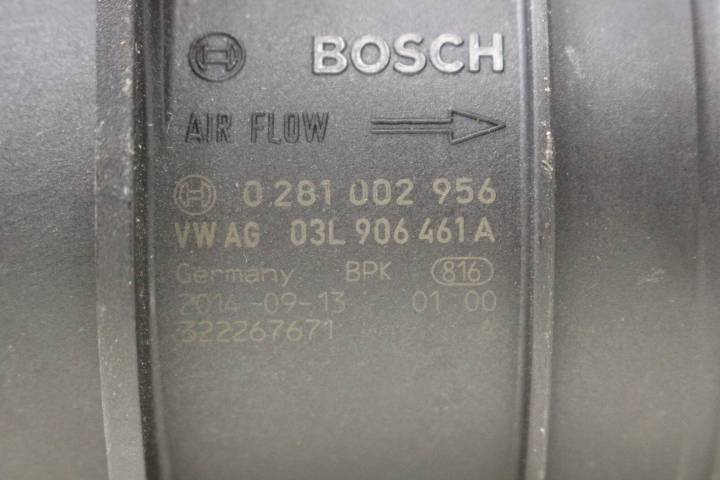 BOSCH
AIR FLOW
0 281 002 956
VW AG 03L 906 461 A
Germany BPK 816
2014-09-13 01 00
322267671